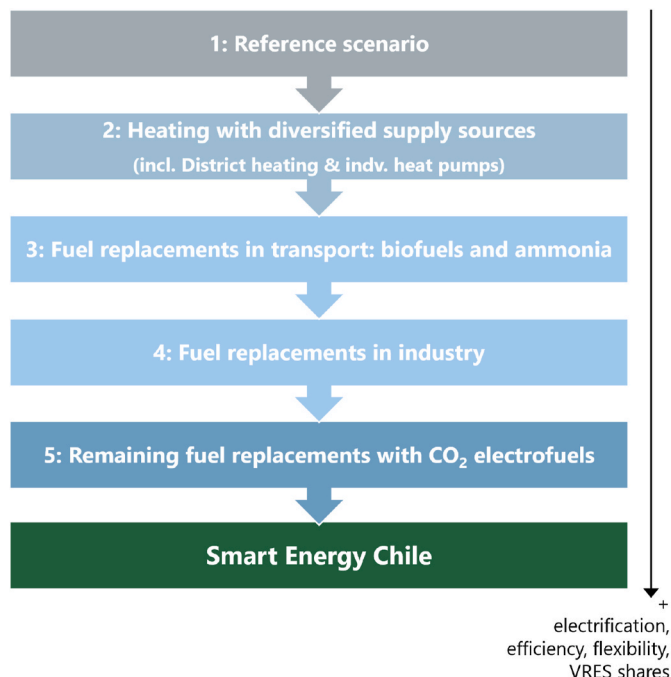 1: Reference scenario
2: Heating with diversified supply sources
(incl. District heating & indv. heat pumps)
3: Fuel replacements in transport: biofuels and ammonia
4: Fuel replacements in industry
5: Remaining fuel replacements with CO₂ electrofuels
Smart Energy Chile
+
electrification,
efficiency, flexibility,
VRES shares